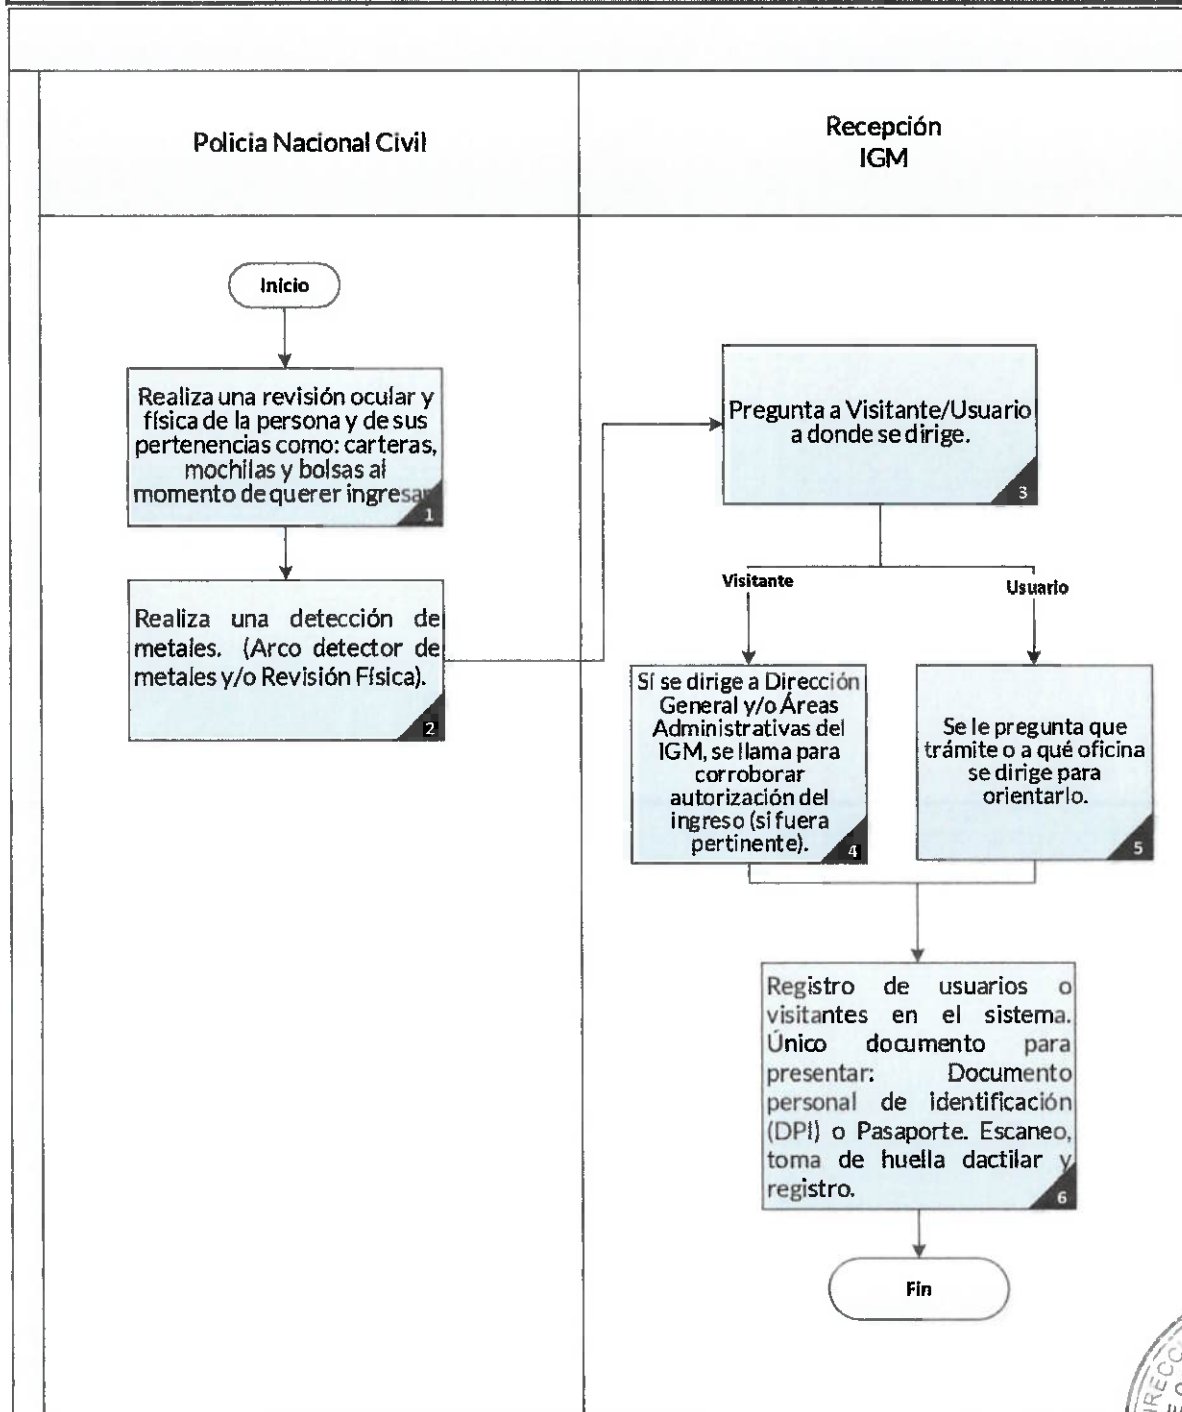 Policia Nacional Civil
Recepción
IGM
Inicio
Realiza una revisión ocular y
física de la persona y de sus
pertenencias como: carteras,
mochilas y bolsas al
momento de querer ingresar
1
Realiza una detección de
metales. (Arco detector de
metales y/o Revisión Física).
2
Pregunta a Visitante/Usuario
a donde se dirige.
3
Visitante
Usuario
Sí se dirige a Dirección
General y/o Áreas
Administrativas del
IGM, se llama para
corroborar
autorización del
ingreso (si fuera
pertinente).
4
Se le pregunta que
trámite o a qué oficina
se dirige para
orientarlo.
5
Registro de usuarios o
visitantes en el sistema.
Único documento para
presentar: Documento
personal de identificación
(DPI) o Pasaporte. Escaneo,
toma de huella dactilar y
registro.
6
Fin